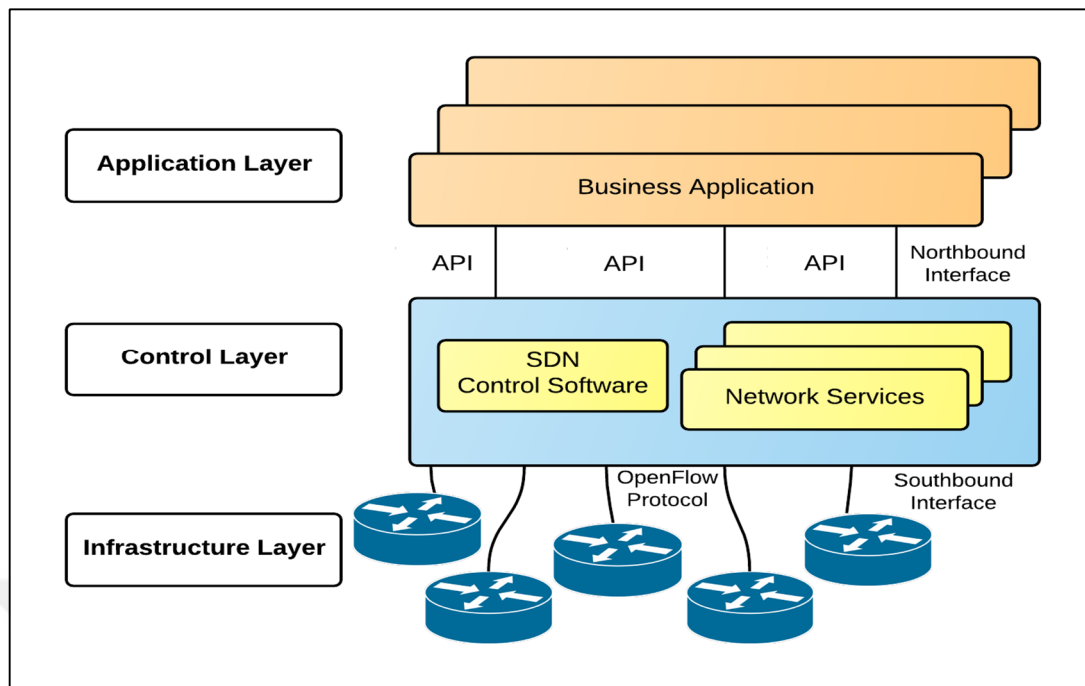 Application Layer
Business Application
API
API
API
Northbound
Interface
Control Layer
SDN
Control Software
Network Services
OpenFlow
Protocol
Southbound
Interface
Infrastructure Layer